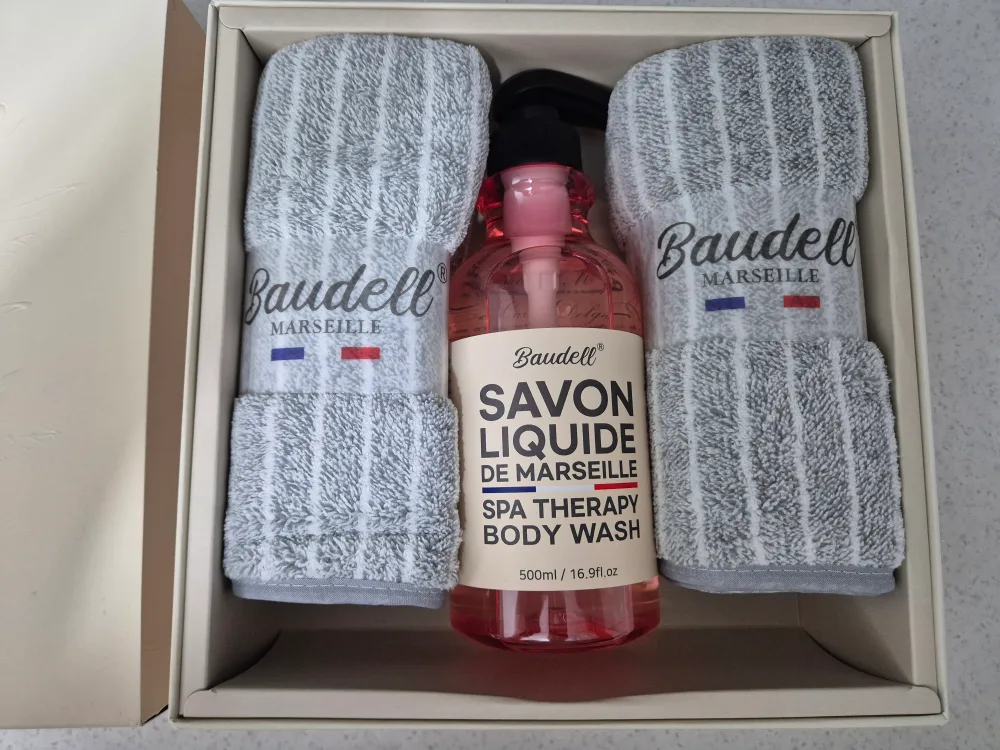 Baudell®
MARSEILLE
Baudell®
SAVON
LIQUIDE
DE MARSEILLE
SPA THERAPY
BODY WASH
500ml / 16.9fl.oz
Baudell
MARSEILLE